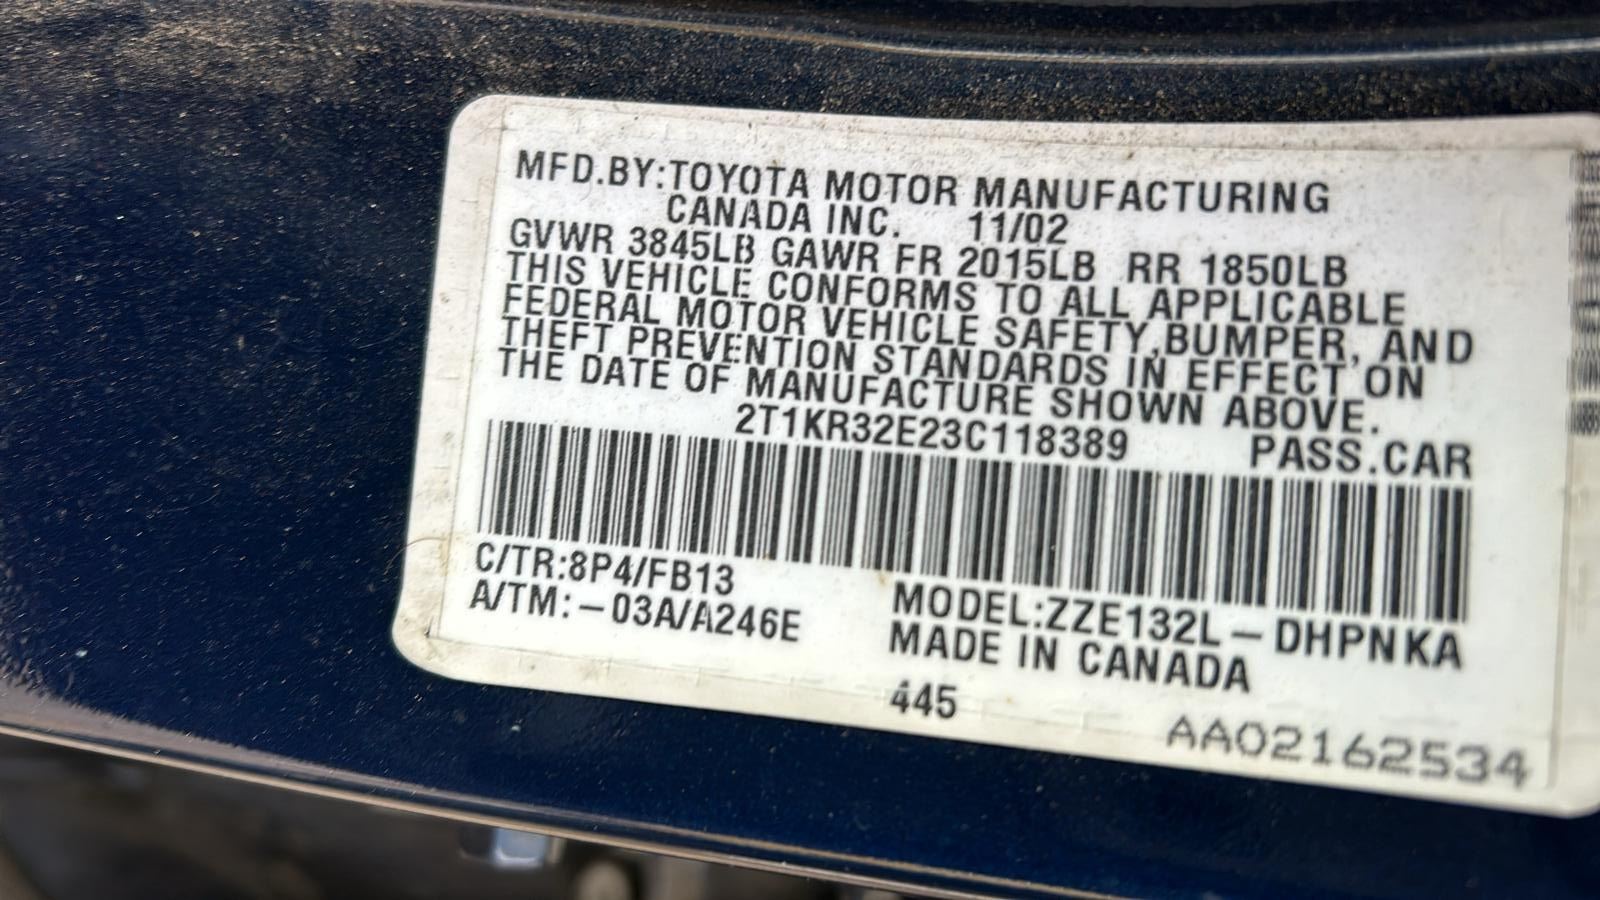 MFD.BY:TOYOTA MOTOR MANUFACTURING
CANADA INC. 11/02
GVWR 3845LB GAWR FR 2015LB RR 1850LB
THIS VEHICLE CONFORMS TO ALL APPLICABLE
FEDERAL MOTOR VEHICLE SAFETY,BUMPER, AND
THEFT PREVENTION STANDARDS IN EFFECT ON
THE DATE OF MANUFACTURE SHOWN ABOVE.
2T1KR32E23C118389 PASS.CAR
C/TR:8P4/FB13
A/TM:-03A/A246E
MODEL:ZZE132L-DHPNKA
MADE IN CANADA
445
AA02162534